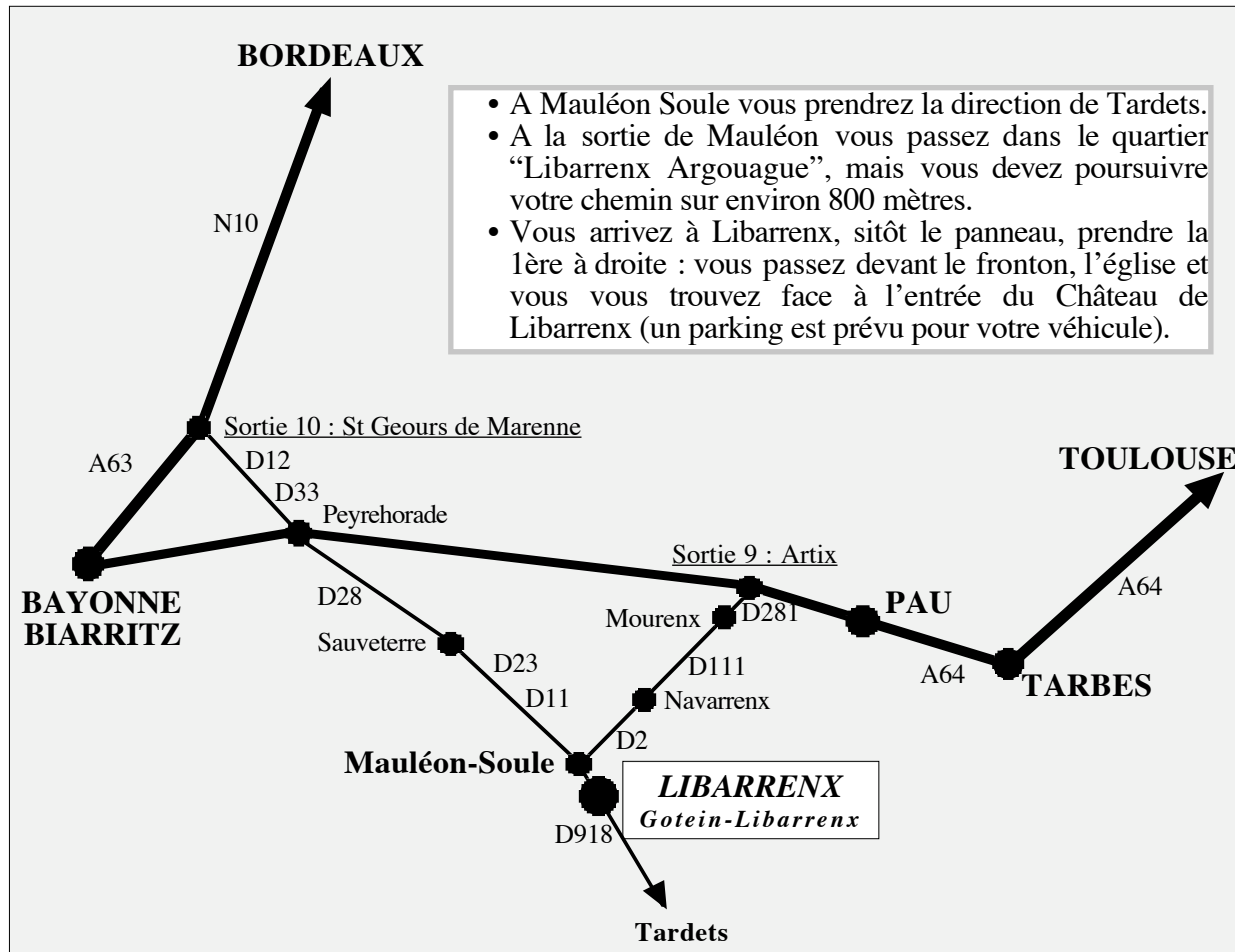 BORDEAUX
• A Mauléon Soule vous prendrez la direction de Tardets.
• A la sortie de Mauléon vous passez dans le quartier
“Libarrenx Argouague”, mais vous devez poursuivre
votre chemin sur environ 800 mètres.
• Vous arrivez à Libarrenx, sitôt le panneau, prendre la
1ère à droite : vous passez devant le fronton, l’église et
vous vous trouvez face à l’entrée du Château de
Libarrenx (un parking est prévu pour votre véhicule).
N10
Sortie 10 : St Geours de Marenne
A63
D12
TOULOUSE
D33
Peyrehorade
Sortie 9 : Artix
A64
BAYONNE
BIARRITZ
D28
Mourenx
D281
PAU
Sauveterre
D23
D111
A64
TARBES
D11
Navarrenx
D2
Mauléon-Soule
LIBARRENX
Gotein-Libarrenx
D918
Tardets